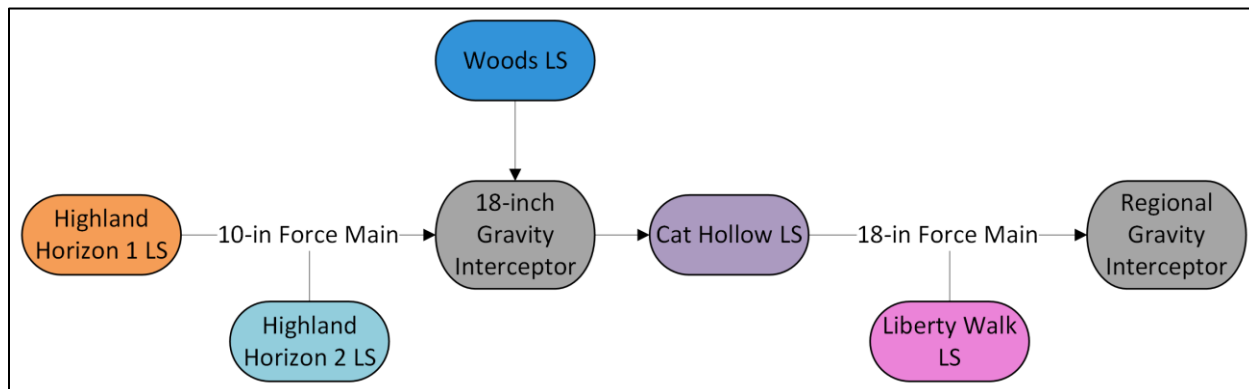 Woods LS
Highland
Horizon 1 LS
10-in Force Main
18-inch
Gravity
Interceptor
Cat Hollow LS
18-in Force Main
Regional
Gravity
Interceptor
Highland
Horizon 2 LS
Liberty Walk
LS